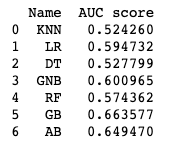 Name AUC score
0 KNN 0.524260
1 LR 0.594732
2 DT 0.527799
3 GNB 0.600965
4 RF 0.574362
5 GB 0.663577
6 AB 0.649470